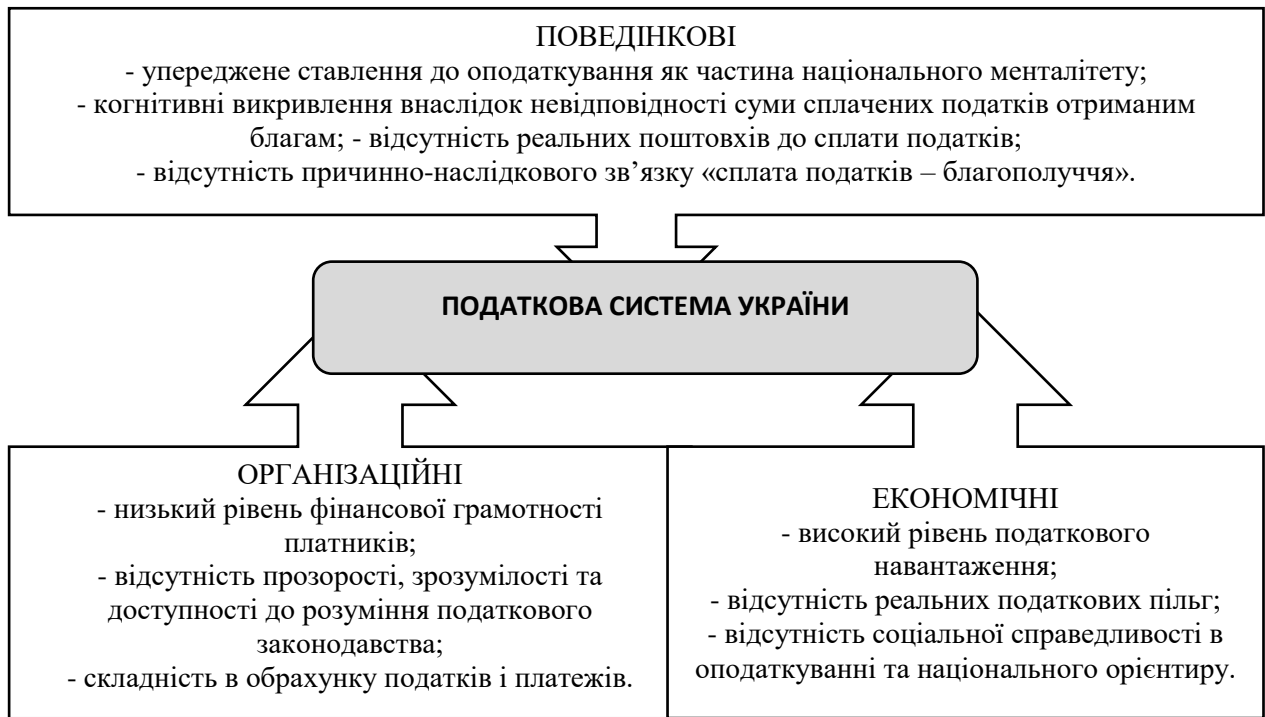 ПОВЕДІНКОВІ
- упереджене ставлення до оподаткування як частина національного менталітету;
- когнітивні викривлення внаслідок невідповідності суми сплачених податків отриманим
благам; - відсутність реальних поштовхів до сплати податків;
- відсутність причинно-наслідкового зв’язку «сплата податків – благополуччя».
ПОДАТКОВА СИСТЕМА УКРАЇНИ
ОРГАНІЗАЦІЙНІ
- низький рівень фінансової грамотності
платників;
- відсутність прозорості, зрозумілості та
доступності до розуміння податкового
законодавства;
- складність в обрахунку податків і платежів.
ЕКОНОМІЧНІ
- високий рівень податкового
навантаження;
- відсутність реальних податкових пільг;
- відсутність соціальної справедливості в
оподаткуванні та національного орієнтиру.